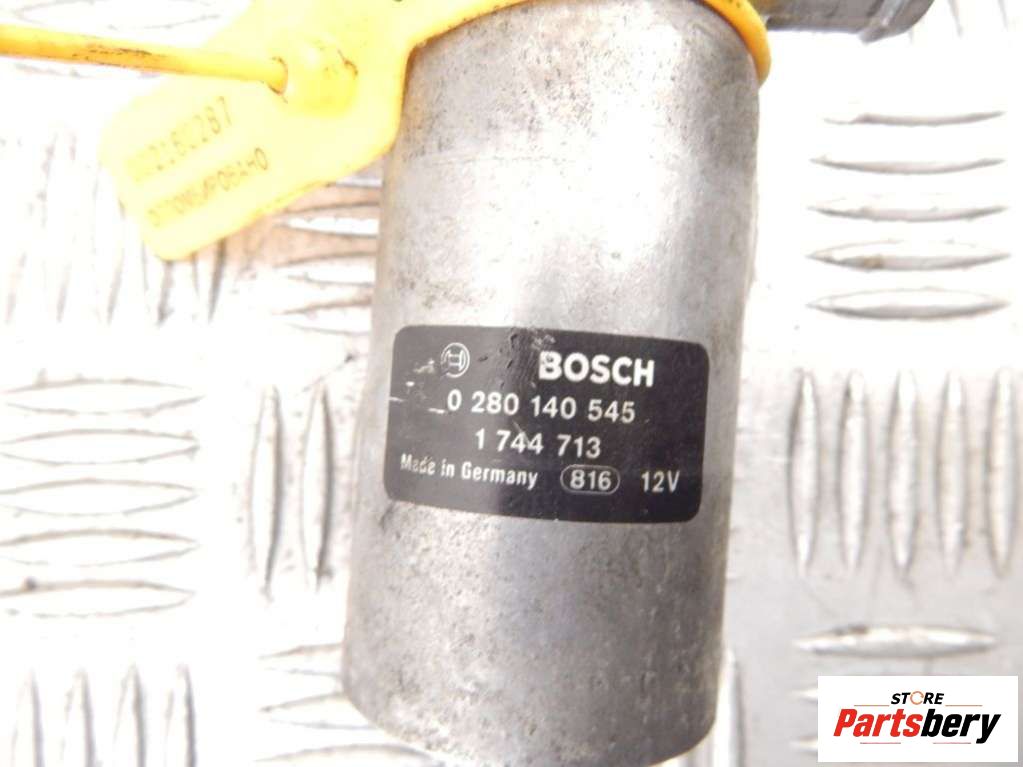 BOSCH
0 280 140 545
1 744 713
Made in Germany 816 12V
STORE
Partsbery